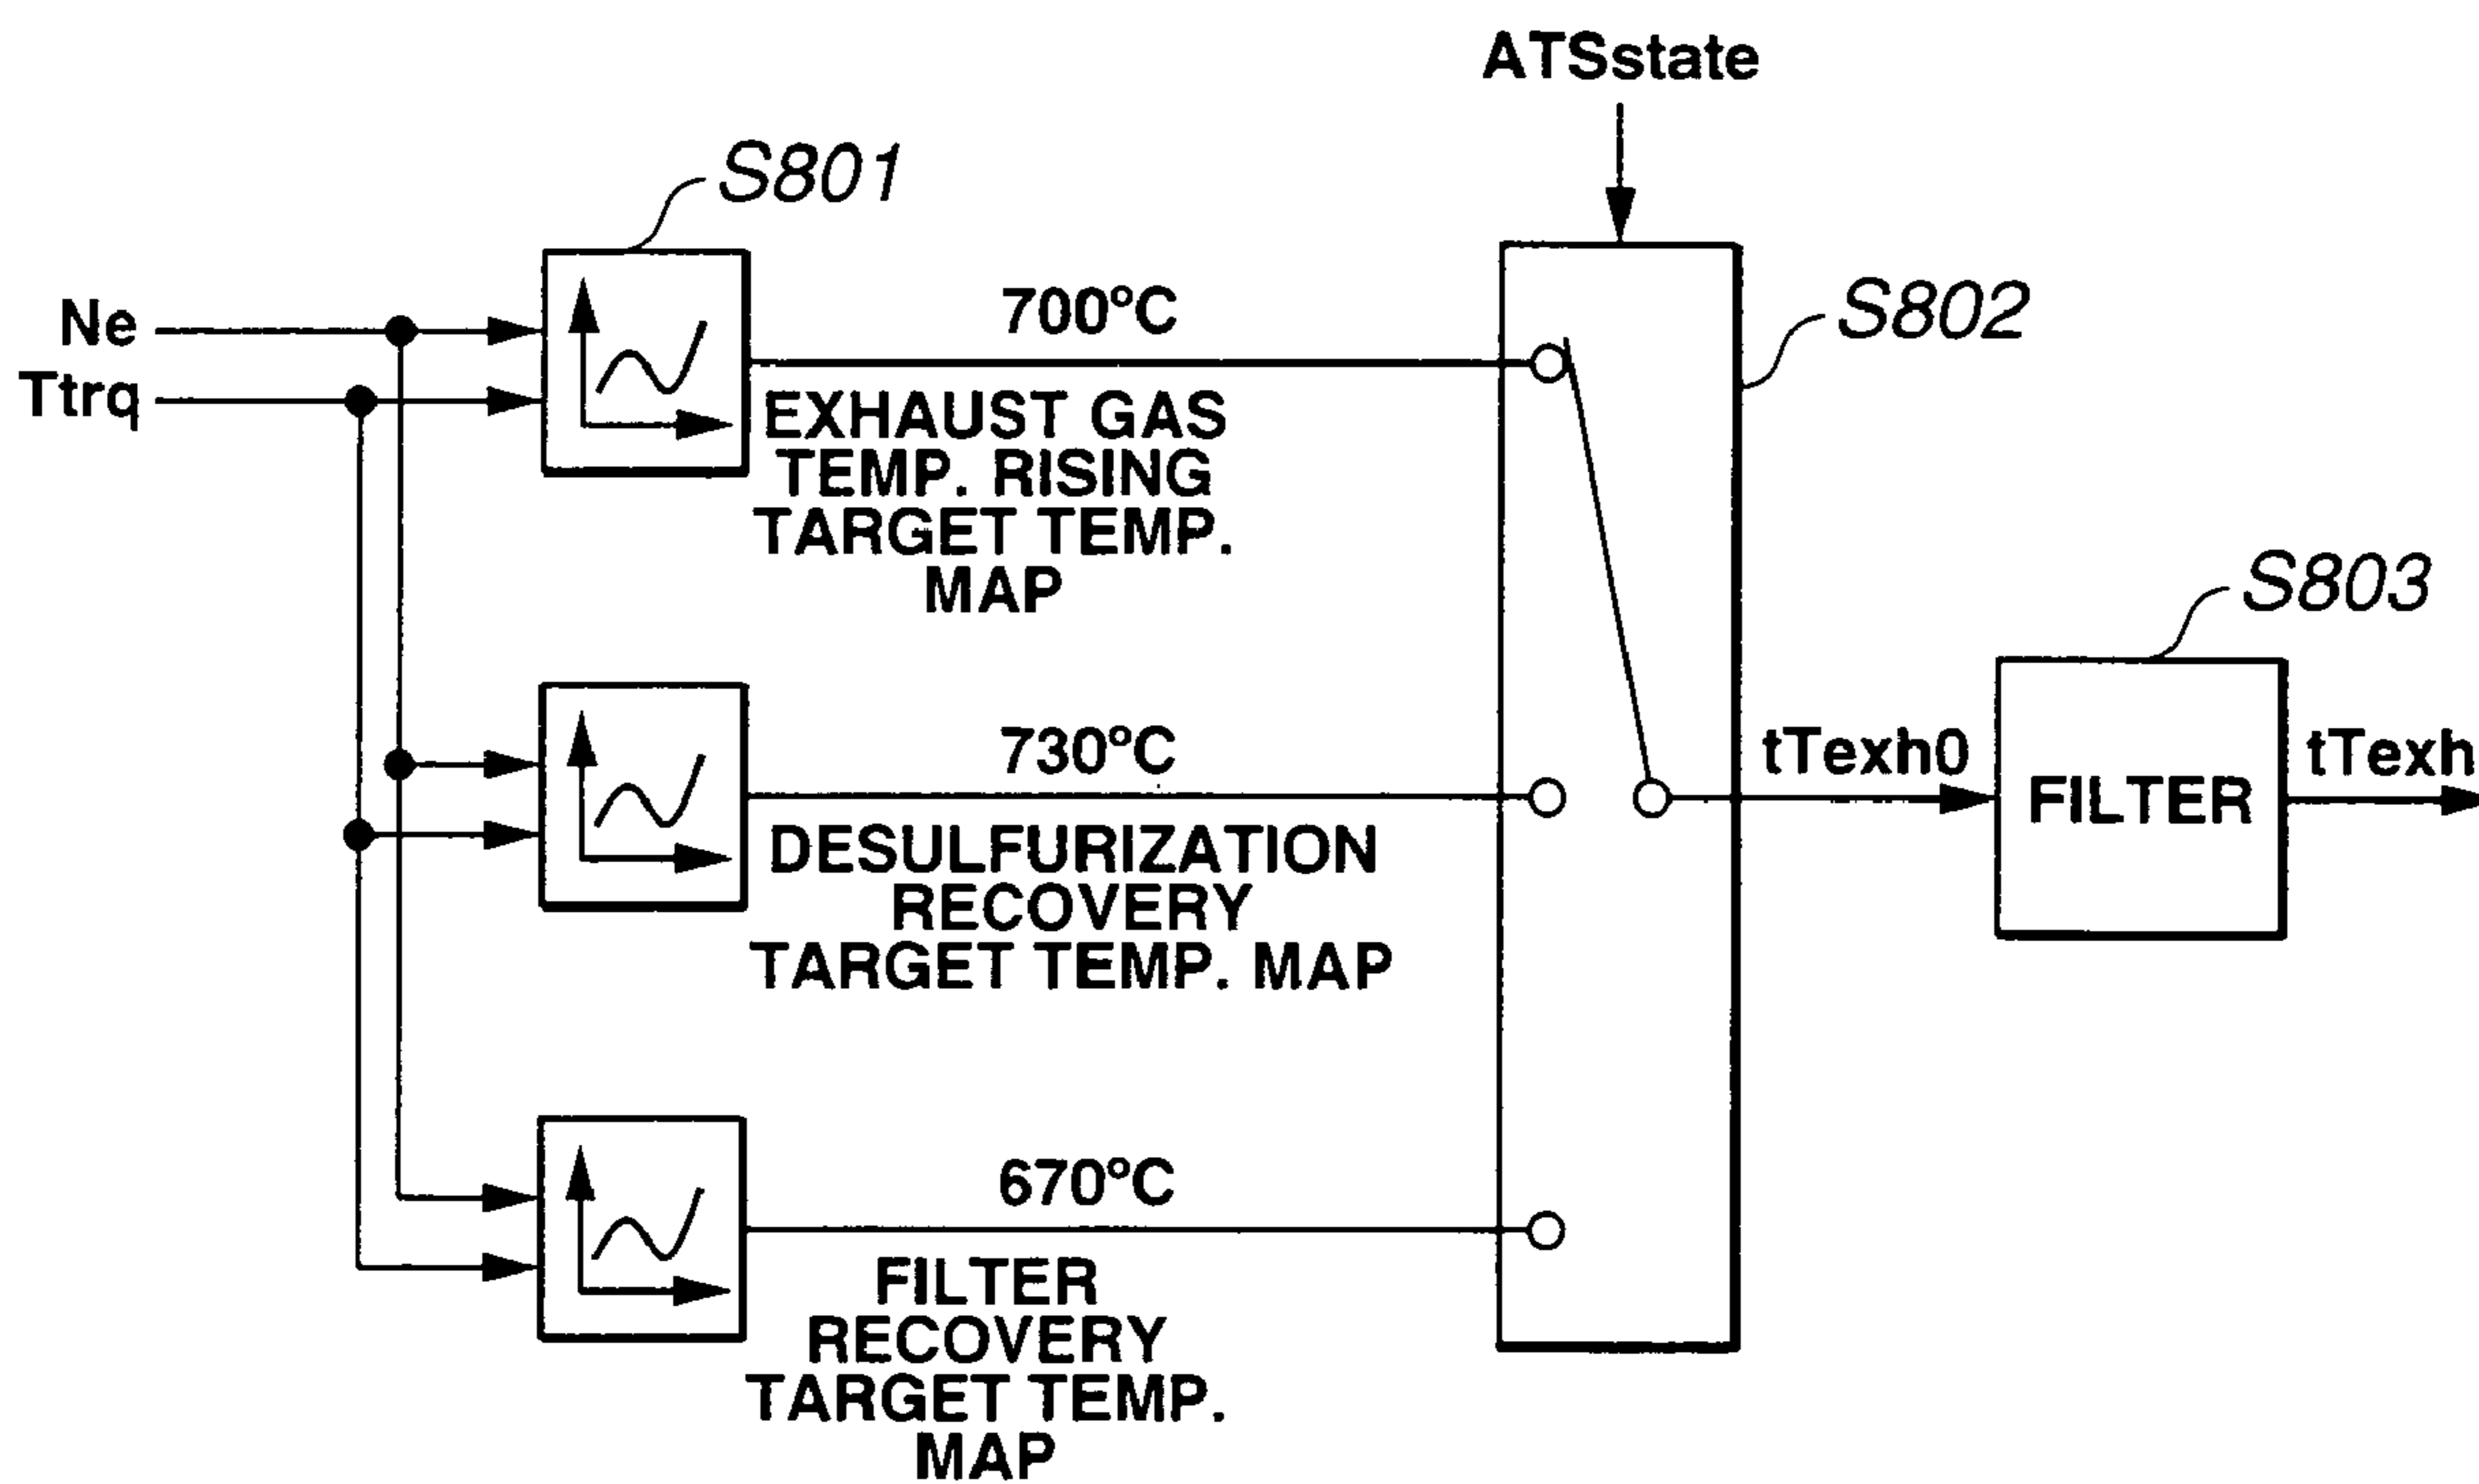 ATSstate
S801
Ne
Ttrq
700°C
EXHAUST GAS
TEMP. RISING
TARGET TEMP.
MAP
S802
S803
730°C
DESULFURIZATION
RECOVERY
TARGET TEMP. MAP
tTexh0
FILTER
tTexh
670°C
FILTER
RECOVERY
TARGET TEMP.
MAP